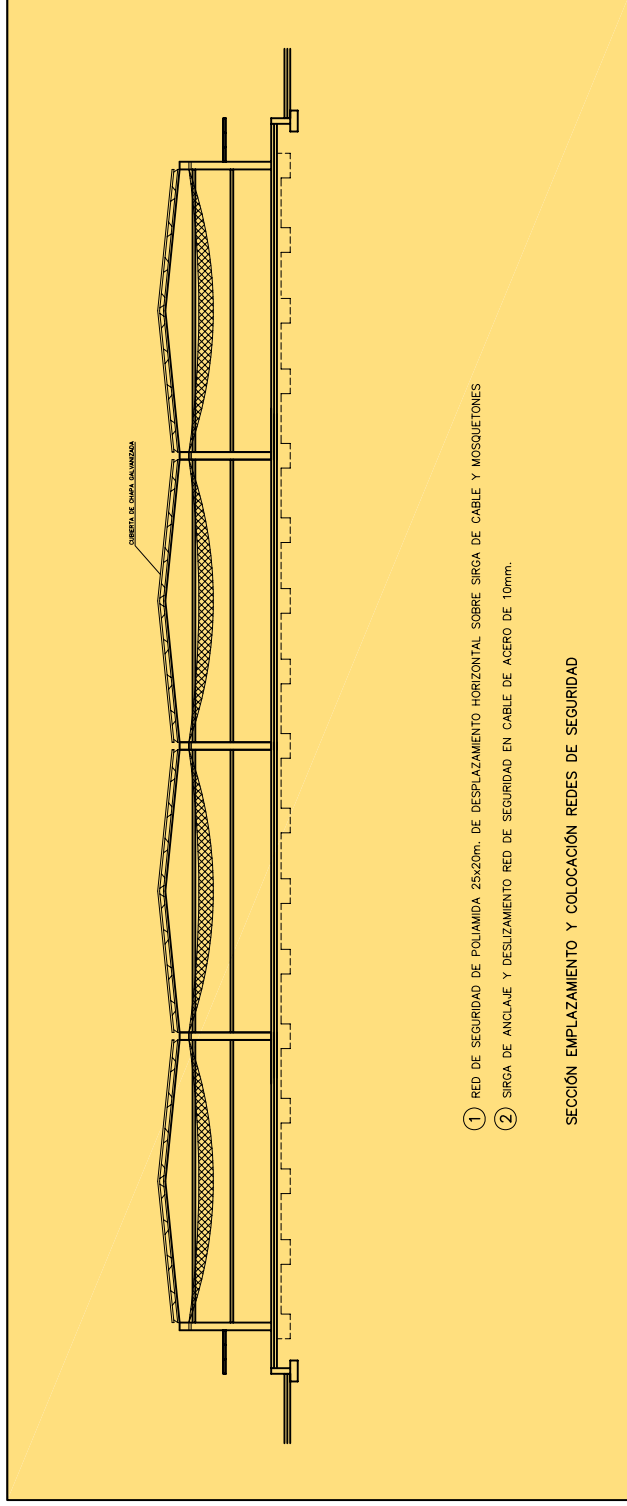 CUBIERTA DE CHAPA GALVANIZADA
1 RED DE SEGURIDAD DE POLIAMIDA 25x20m. DE DESPLAZAMIENTO HORIZONTAL SOBRE SIRGA DE CABLE Y MOSQUETONES
2 SIRGA DE ANCLAJE Y DESLIZAMIENTO RED DE SEGURIDAD EN CABLE DE ACERO DE 10mm.
SECCIÓN EMPLAZAMIENTO Y COLOCACIÓN REDES DE SEGURIDAD